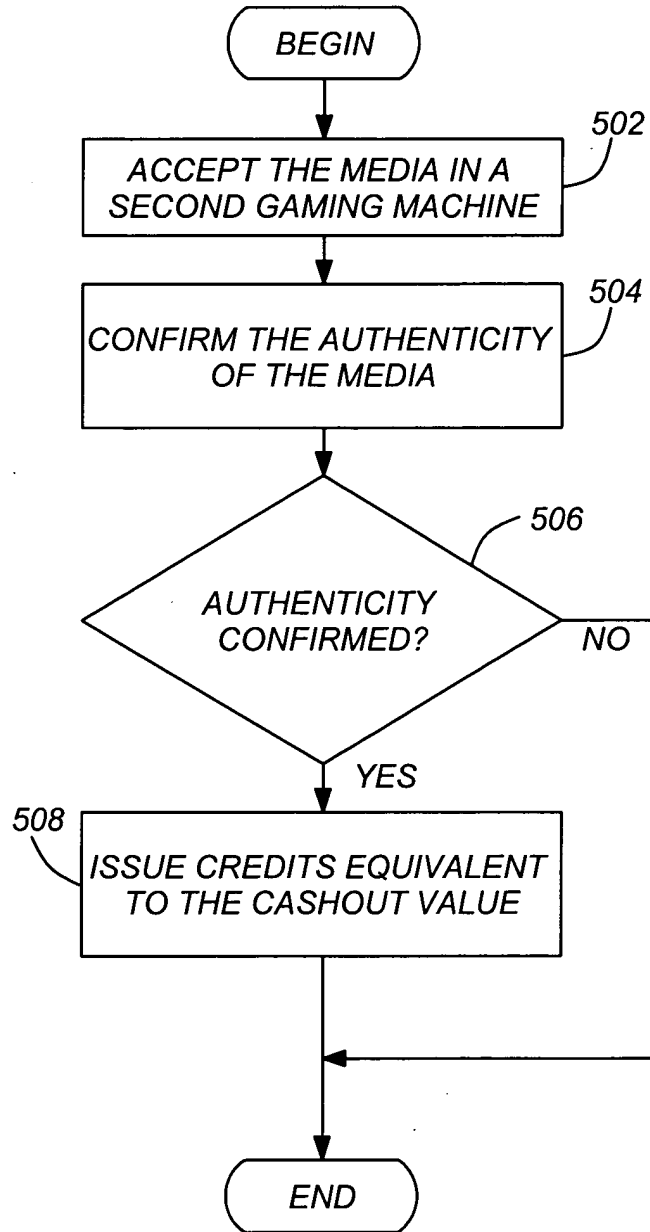 BEGIN
502
ACCEPT THE MEDIA IN A
SECOND GAMING MACHINE
504
CONFIRM THE AUTHENTICITY
OF THE MEDIA
506
AUTHENTICITY
CONFIRMED?
NO
YES
508
ISSUE CREDITS EQUIVALENT
TO THE CASHOUT VALUE
END